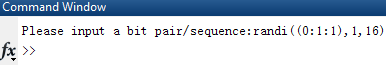 Command Window
Please input a bit pair/sequence:randi((0:1:1),1,16)
fx >>